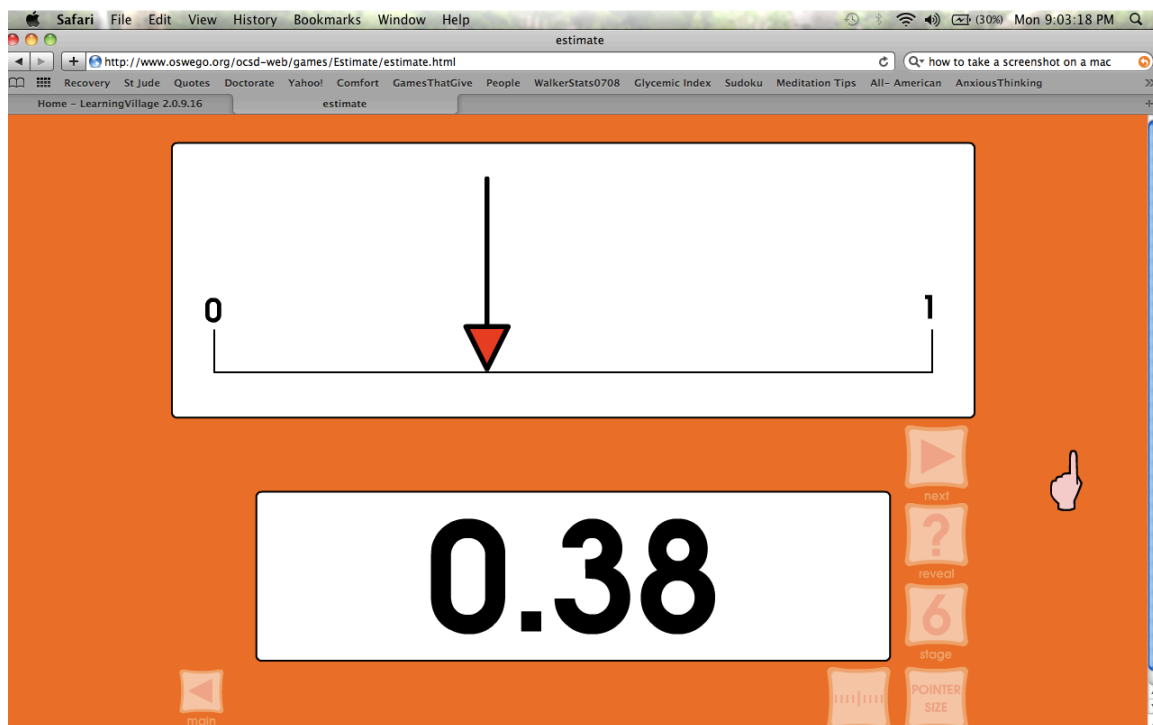 Safari File Edit View History Bookmarks Window Help (30%) Mon 9:03:18 PM
estimate
http://www.oswego.org/ocsd-web/games/Estimate/estimate.html how to take a screenshot on a mac
Recovery St Jude Quotes Doctorate Yahoo! Comfort GamesThatGive People WalkerStats0708 Glycemic Index Sudoku Meditation Tips All- American AnxiousThinking
Home – LearningVillage 2.0.9.16 estimate
0 1
next
0.38
?
reveal
6
stage
main
POINTER
SIZE